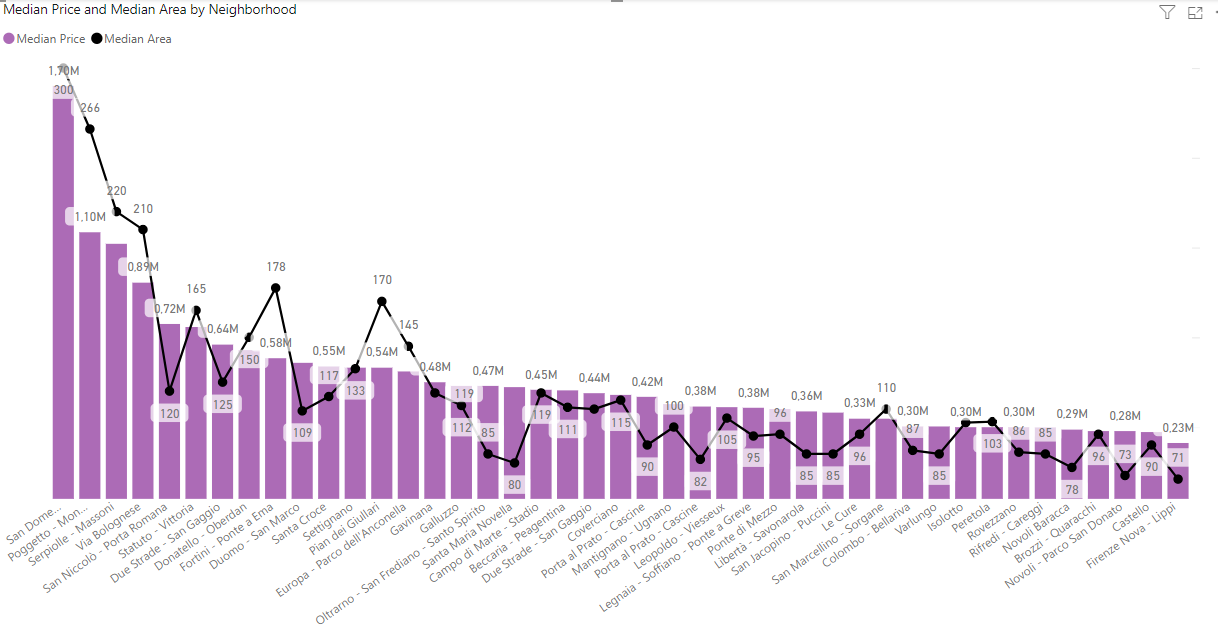 Median Price and Median Area by Neighborhood
Median Price Median Area
1,70M
300
266
1,10M
220
210
0,89M
0,72M
120
165
0,64M
125
150
0,58M
178
109
0,55M
117
133
0,54M
170
145
0,48M
119
112
0,47M
85
80
0,45M
119
111
0,44M
115
0,42M
90
100
0,38M
82
105
0,38M
95
96
0,36M
85
85
0,33M
96
110
0,30M
87
85
0,30M
103
0,30M
86
85
0,29M
78
96
0,28M
73
90
0,23M
71
San Dome...
Poggetto - Mon...
Serpiolle - Massoni
Via Bolognese
San Niccolò - Porta Romana
Statuto - Vittoria
Due Strade - San Gaggio
Donatello - Oberdan
Fortini - Ponte a Ema
Duomo - San Marco
Santa Croce
Settignano
Pian dei Giullari
Europa - Parco dell'Anconella
Gavinana
Galluzzo
Oltrarno - San Frediano - Santo Spirito
Santa Maria Novella
Campo di Marte - Stadio
Beccaria - Peagentina
Due Strade - San Gaggio
Coverciano
Porta al Prato - Cascine
Mantignano - Ugnano
Porta al Prato - Cascine
Leopoldo - Viesseux
Legnaia - Soffiano - Ponte a Greve
Ponte di Mezzo
Libertà - Savonarola
San Jacopino - Puccini
Le Cure
San Marcellino - Sorgane
Colombo - Bellariva
Varlungo
Isolotto
Peretola
Rovezzano
Rifredi - Careggi
Novoli Baracca
Brozzi - Quaracchi
Novoli - Parco San Donato
Castello
Firenze Nova - Lippi